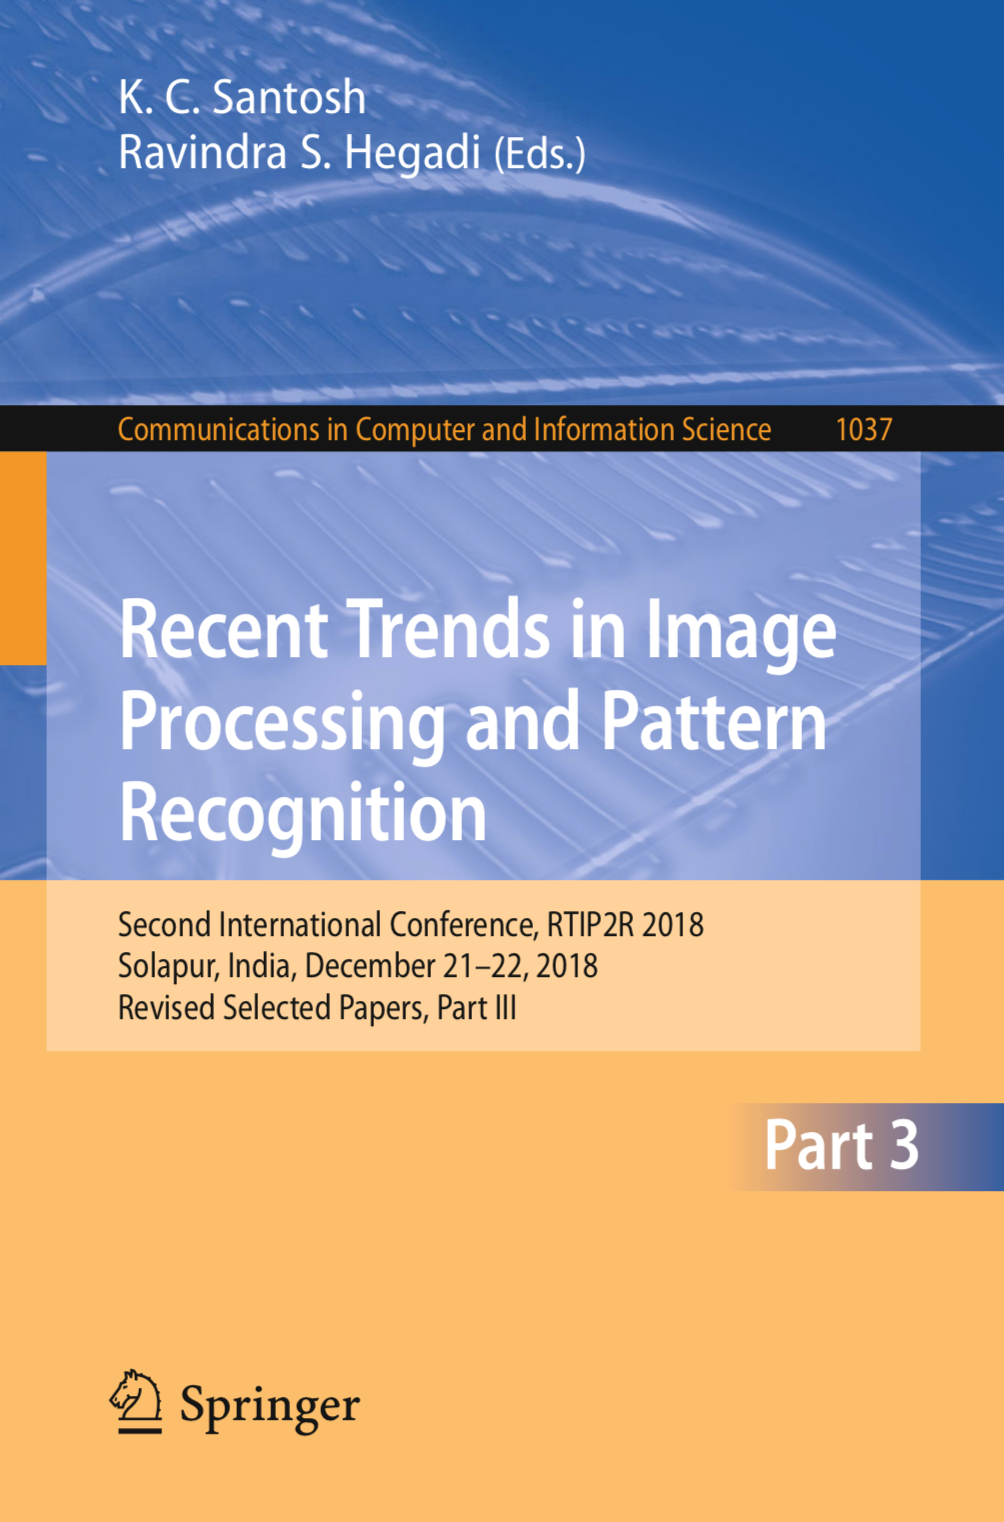 K. C. Santosh
Ravindra S. Hegadi (Eds.)
Communications in Computer and Information Science 1037
Recent Trends in Image
Processing and Pattern
Recognition
Second International Conference, RTIP2R 2018
Solapur, India, December 21–22, 2018
Revised Selected Papers, Part III
Part 3
Springer